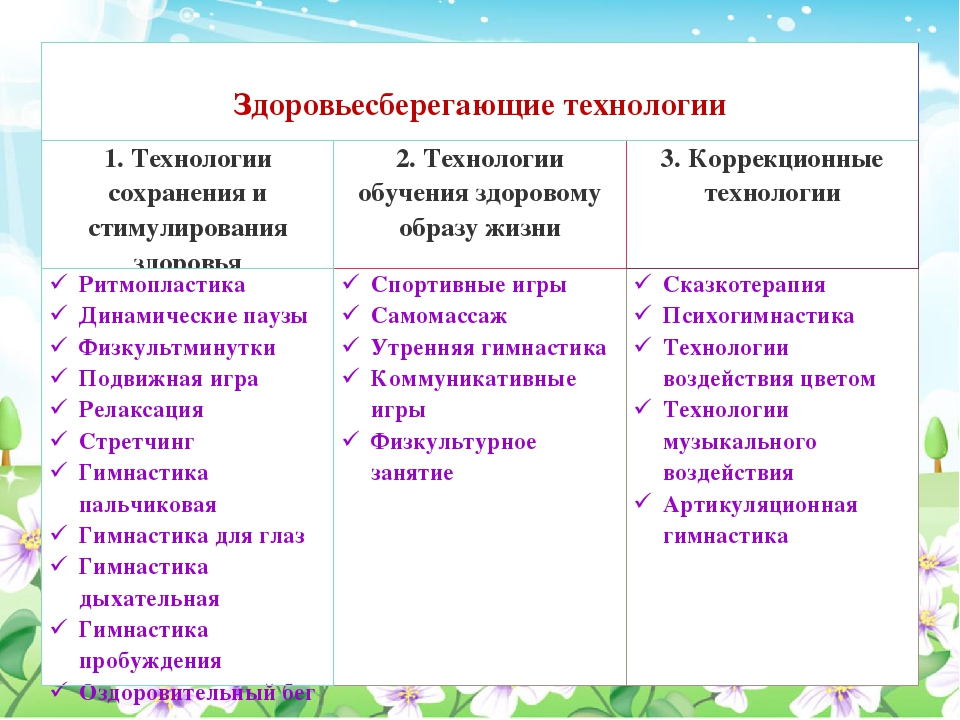 Здоровьесберегающие технологии
1. Технологии
сохранения и
стимулирования
здоровья
2. Технологии
обучения здоровому
образу жизни
3. Коррекционные
технологии
Ритмопластика
Динамические паузы
Физкультминутки
Подвижная игра
Релаксация
Стретчинг
Гимнастика
пальчиковая
Гимнастика для глаз
Гимнастика
дыхательная
Гимнастика
пробуждения
Оздоровительный бег
Спортивные игры
Самомассаж
Утренняя гимнастика
Коммуникативные
игры
Физкультурное
занятие
Сказкотерапия
Психогимнастика
Технологии
воздействия цветом
Технологии
музыкального
воздействия
Артикуляционная
гимнастика